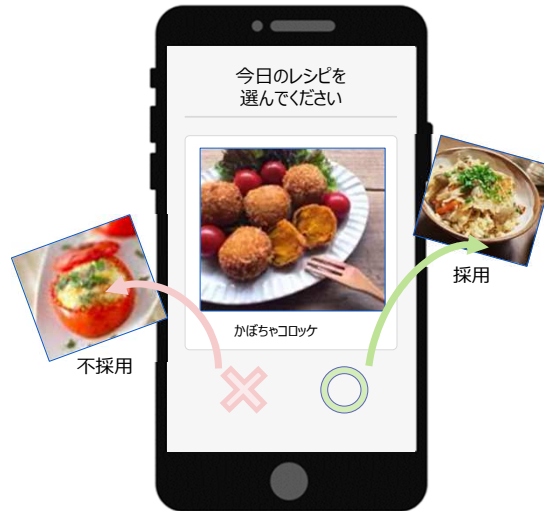 今日のレシピを
選んでください
かぼちゃコロッケ
採用
不採用